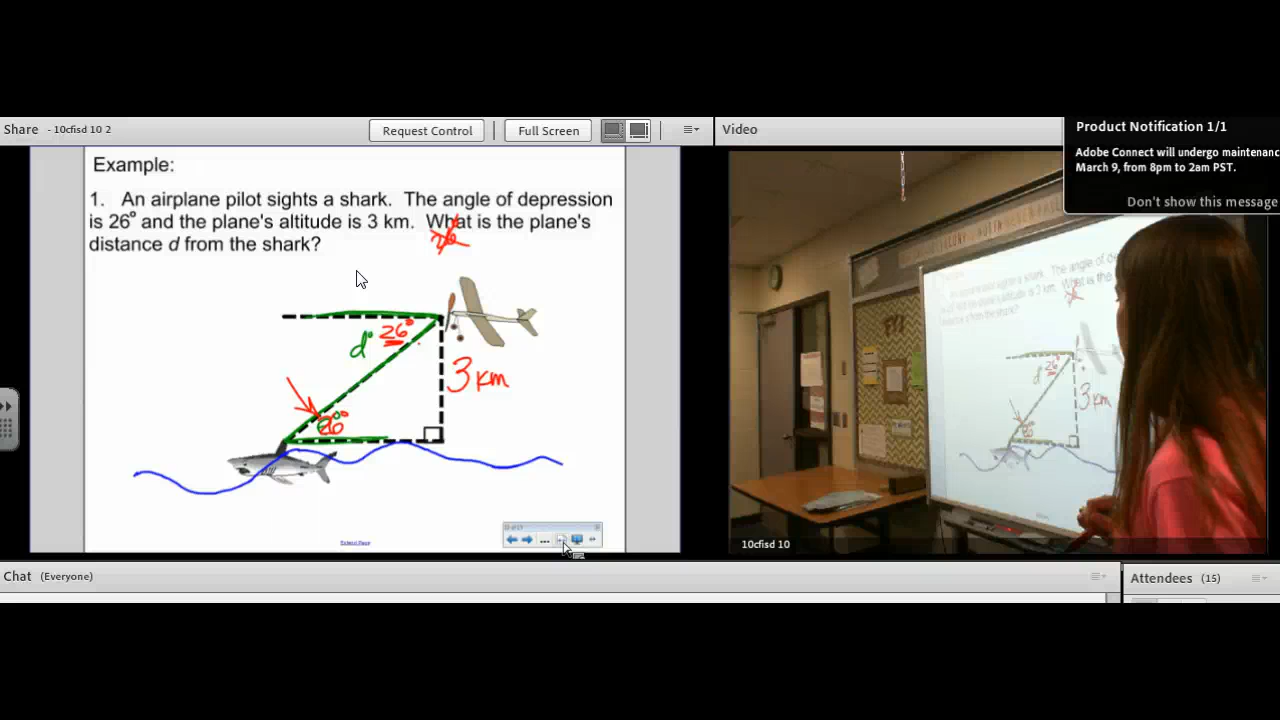 Share - 10cfisd 10 2
Request Control
Full Screen
Video
Product Notification 1/1
Adobe Connect will undergo maintenanc
March 9, from 8pm to 2am PST.
Don't show this message
Example:
1. An airplane pilot sights a shark. The angle of depression
is 26° and the plane's altitude is 3 km. What is the plane's
distance d from the shark?
26
26°
d
3 km
26°
Extend Page
10cfisd 10
Chat (Everyone)
Attendees (15)